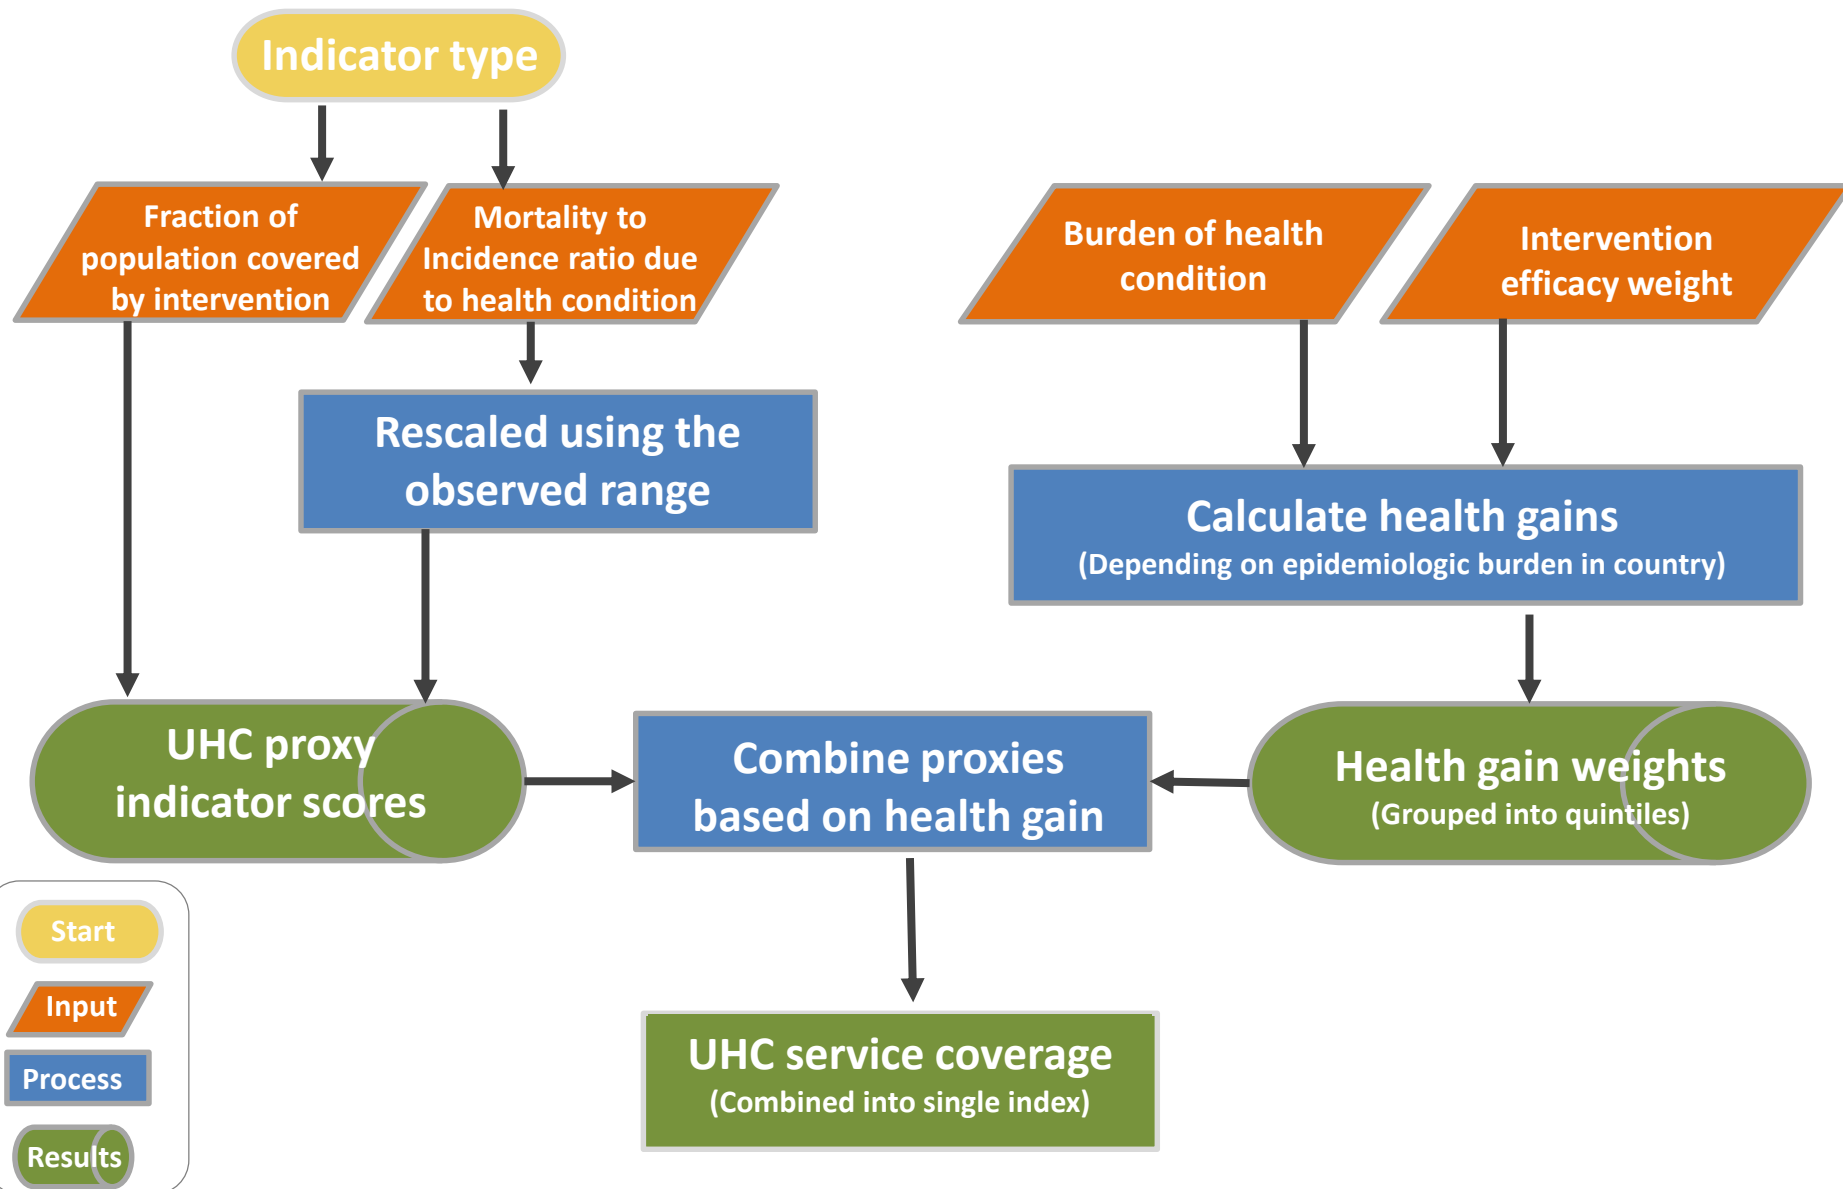 Indicator type
Fraction of
population covered
by intervention
Mortality to
Incidence ratio due
to health condition
Burden of health
condition
Intervention
efficacy weight
Rescaled using the
observed range
Calculate health gains
(Depending on epidemiologic burden in country)
UHC proxy
indicator scores
Combine proxies
based on health gain
Health gain weights
(Grouped into quintiles)
UHC service coverage
(Combined into single index)
Start
Input
Process
Results